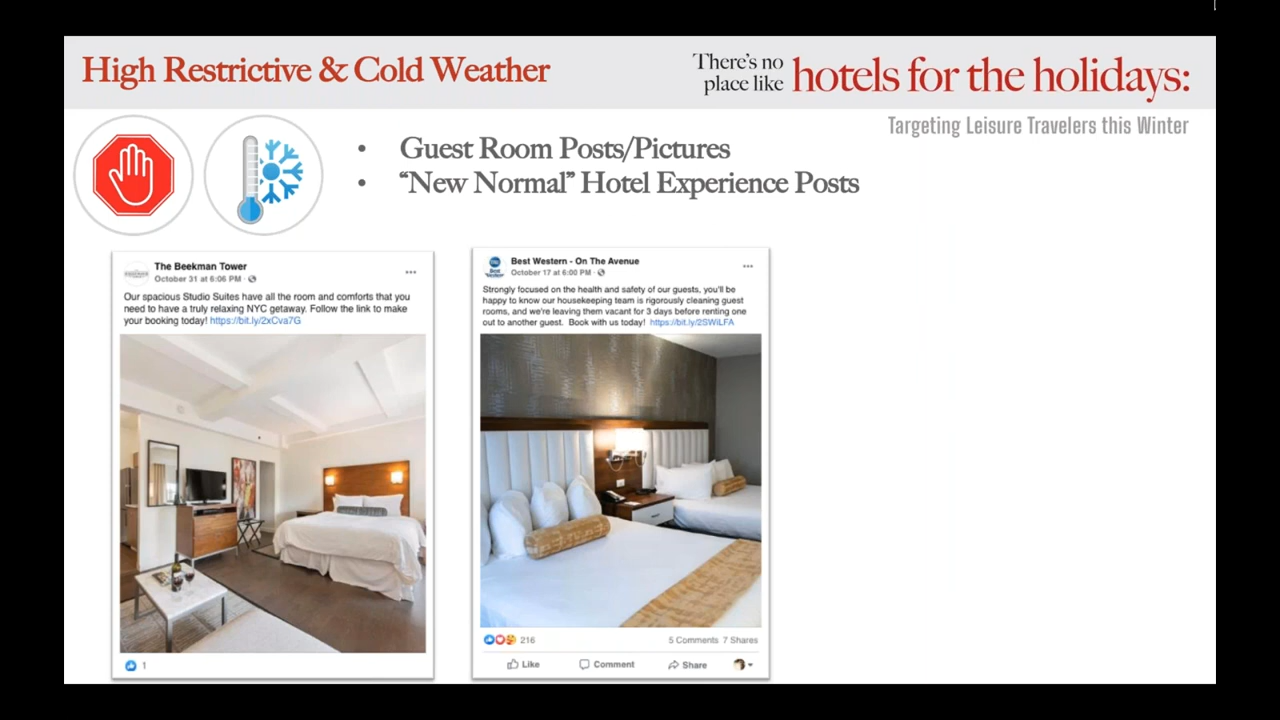 High Restrictive & Cold Weather
There's no
place like
hotels for the holidays:
Targeting Leisure Travelers this Winter
• Guest Room Posts/Pictures
• “New Normal” Hotel Experience Posts
The Beekman Tower
October 31 at 6:06 PM ·
Our spacious Studio Suites have all the room and comforts that you
need to have a truly relaxing NYC getaway. Follow the link to make
your booking today! https://bit.ly/2xCva7G
1
Best Western - On The Avenue
October 17 at 6:00 PM ·
Strongly focused on the health and safety of our guests, you'll be
happy to know our housekeeping team is rigorously cleaning guest
rooms, and we're leaving them vacant for 3 days before renting one
out to another guest. Book with us today! https://bit.ly/2SWiLFA
216
5 Comments 7 Shares
Like
Comment
Share